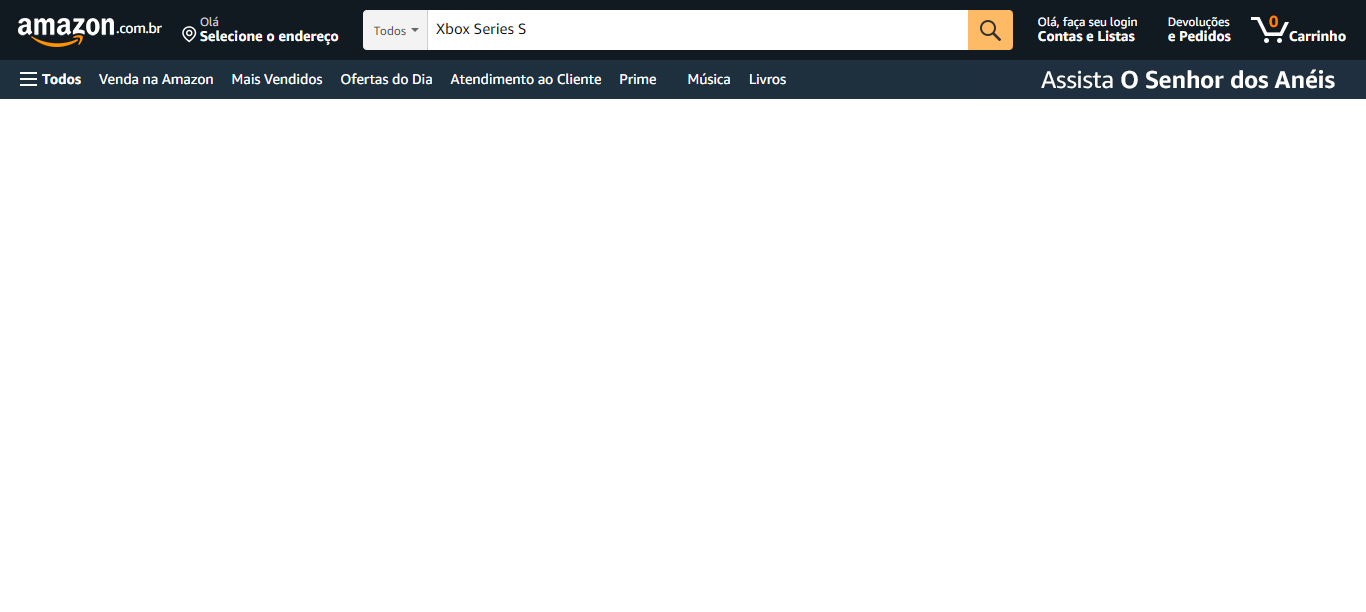 amazon.com.br
Olá
Selecione o endereço
Todos
Xbox Series S
Olá, faça seu login
Contas e Listas
Devoluções
e Pedidos
0
Carrinho
Todos Venda na Amazon Mais Vendidos Ofertas do Dia Atendimento ao Cliente Prime Música Livros
Assista O Senhor dos Anéis